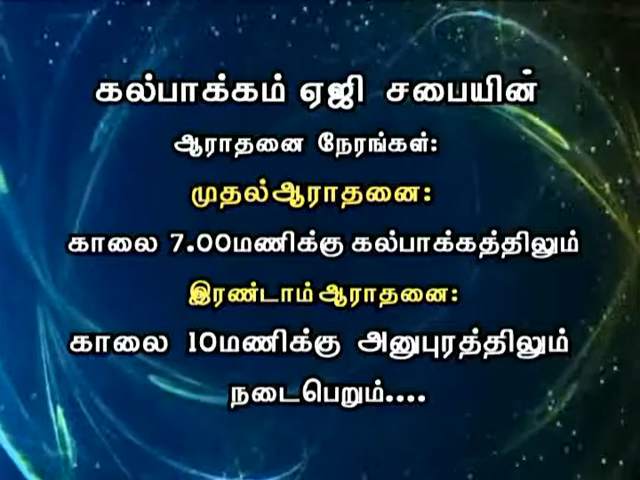 கல்பாக்கம் ஏஜி சபையின்
ஆராதனை நேரங்கள்:
முதல்ஆராதனை:
காலை 7.00மணிக்கு கல்பாக்கத்திலும்
இரண்டாம்ஆராதனை:
காலை 10மணிக்கு அனுபுரத்திலும்
நடைபெறும்....